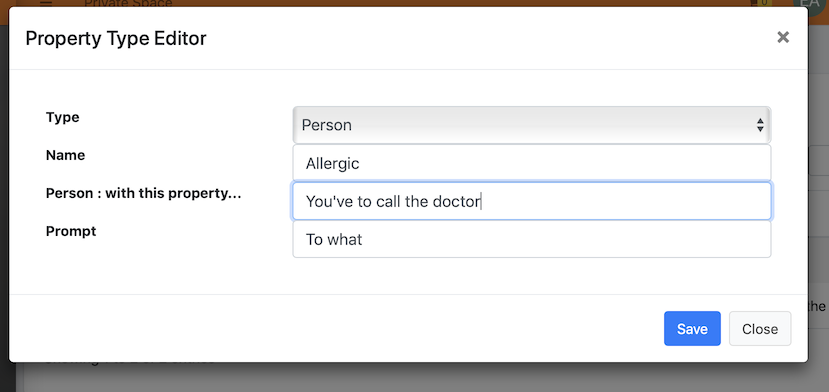 Private Space
0
EA
Property Type Editor
×
Type
Person
Name
Allergic
Person : with this property...
You've to call the doctor
Prompt
To what
the
Save
Close